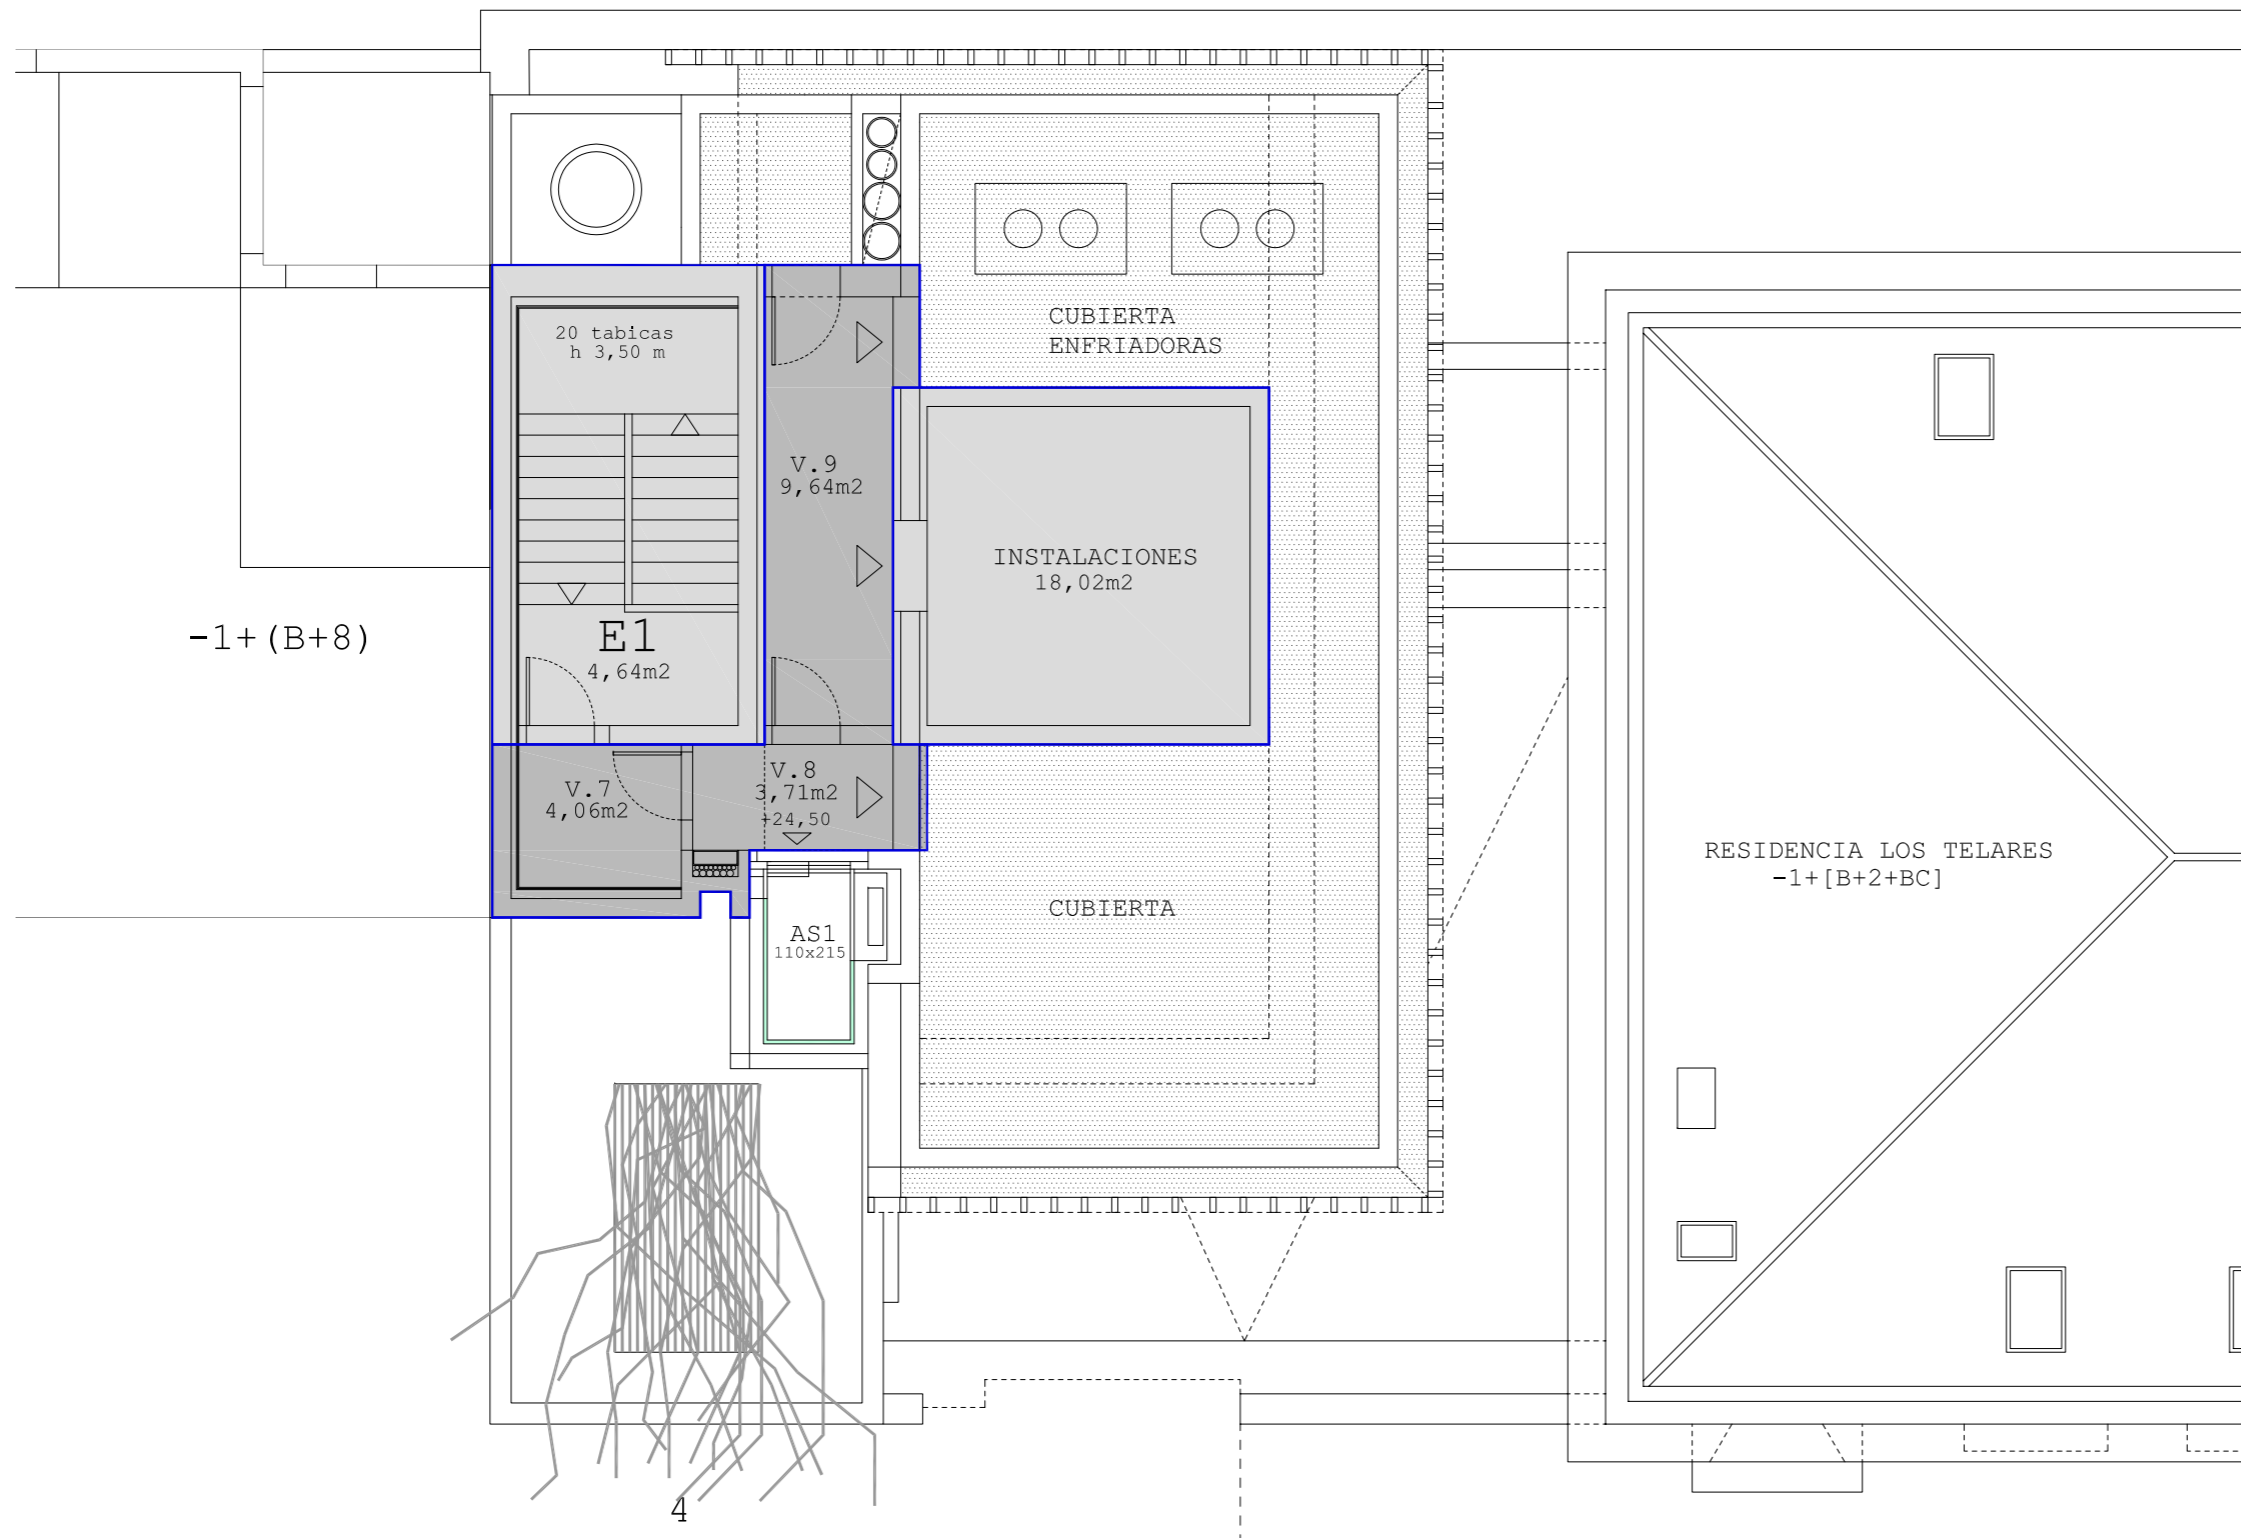 20 tabicas
h 3,50 m
CUBIERTA
ENFRIADORAS
V.9
9,64m2
INSTALACIONES
18,02m2
-1+(B+8)
E1
4,64m2
V.7
4,06m2
V.8
3,71m2
+24,50
RESIDENCIA LOS TELARES
-1+[B+2+BC]
CUBIERTA
AS1
110x215
4